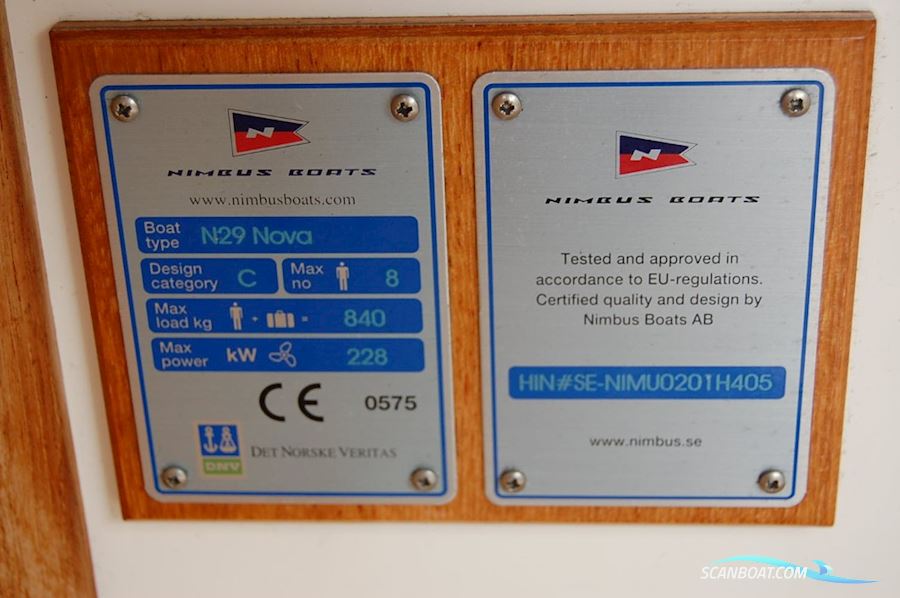 NIMBUS BOATS
www.nimbusboats.com
Boat type N29 Nova
Design category C Max no 8
Max load kg + = 840
Max power kW 228
CE 0575
DNV DET NORSKE VERITAS
N
NIMBUS BOATS
Tested and approved in
accordance to EU-regulations.
Certified quality and design by
Nimbus Boats AB
HIN#SE-NIMU0201H405
www.nimbus.se
SCANBOAT.COM